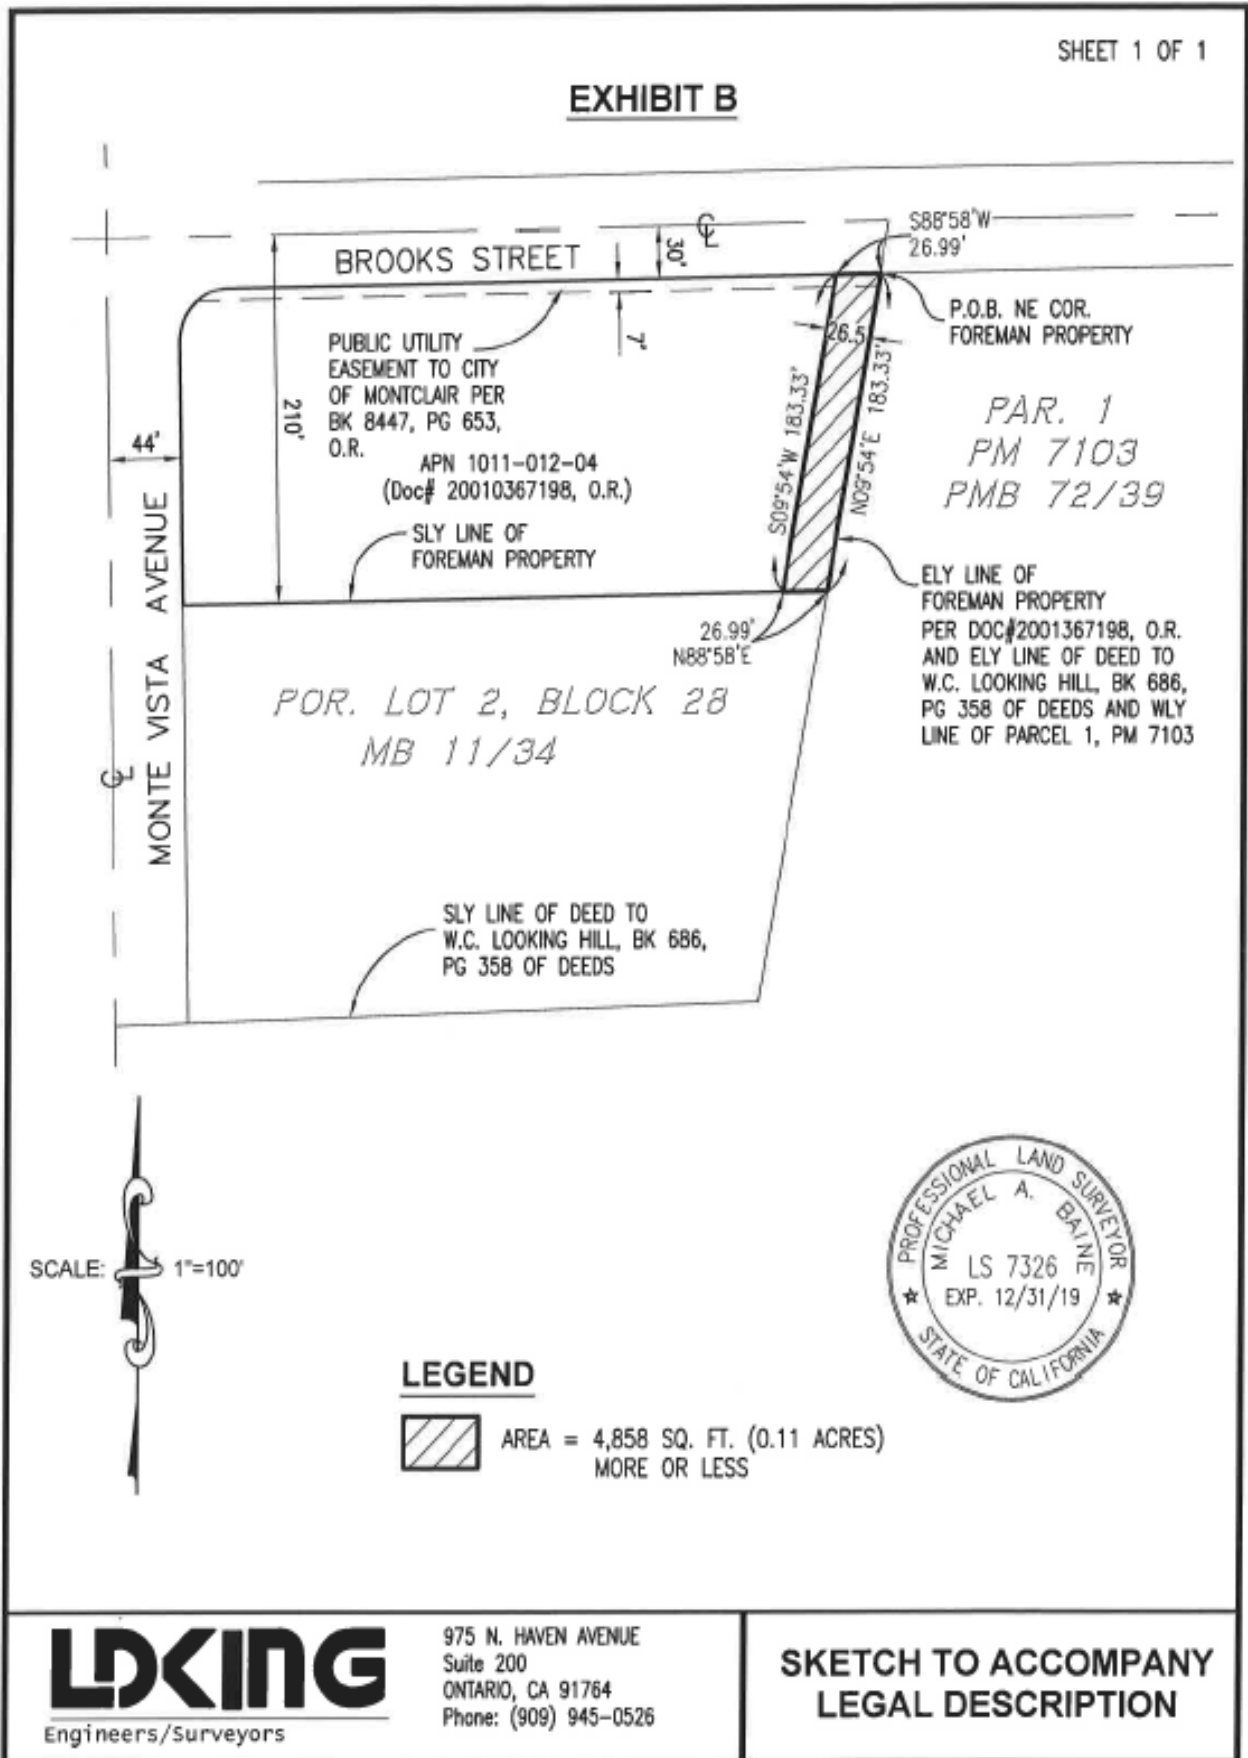 SHEET 1 OF 1
EXHIBIT B
S88°58'W
26.99'
BROOKS STREET
30'
℄
P.O.B. NE COR.
FOREMAN PROPERTY
PUBLIC UTILITY
EASEMENT TO CITY
OF MONTCLAIR PER
BK 8447, PG 653,
O.R.
7'
26.5'
210'
44'
APN 1011-012-04
(Doc# 20010367198, O.R.)
S09°54'W 183.33'
N09°54'E 183.33'
PAR. 1
PM 7103
PMB 72/39
SLY LINE OF
FOREMAN PROPERTY
ELY LINE OF
FOREMAN PROPERTY
PER DOC#2001367198, O.R.
AND ELY LINE OF DEED TO
W.C. LOOKING HILL, BK 686,
PG 358 OF DEEDS AND WLY
LINE OF PARCEL 1, PM 7103
26.99'
N88°58'E
MONTE VISTA AVENUE
℄
POR. LOT 2, BLOCK 28
MB 11/34
SLY LINE OF DEED TO
W.C. LOOKING HILL, BK 686,
PG 358 OF DEEDS
SCALE: 1"=100'
PROFESSIONAL LAND SURVEYOR
MICHAEL A. BAINE
LS 7326
EXP. 12/31/19
STATE OF CALIFORNIA
LEGEND
AREA = 4,858 SQ. FT. (0.11 ACRES)
MORE OR LESS
LDKING
Engineers/Surveyors
975 N. HAVEN AVENUE
Suite 200
ONTARIO, CA 91764
Phone: (909) 945-0526
SKETCH TO ACCOMPANY
LEGAL DESCRIPTION